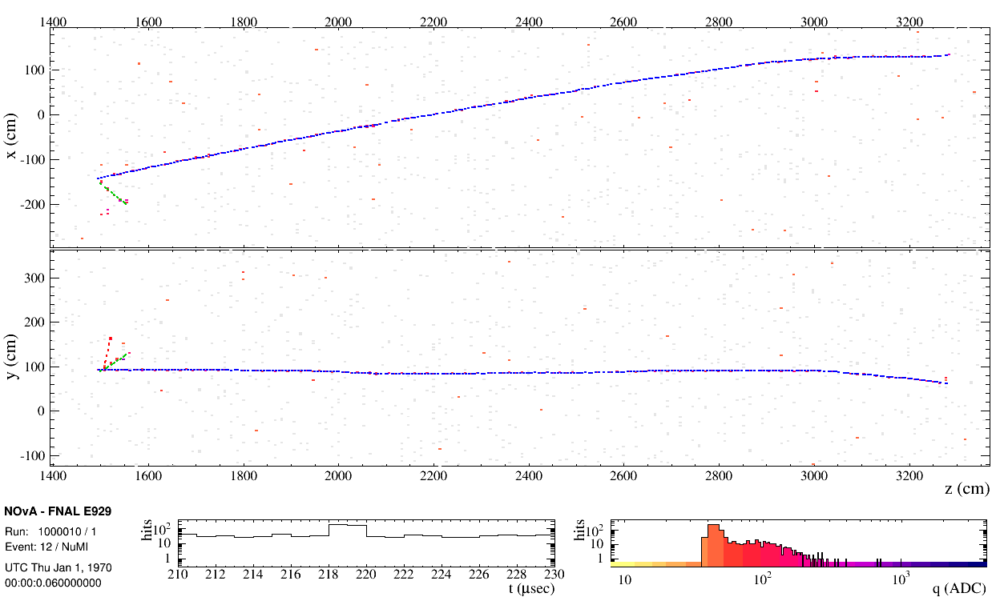 1400 1600 1800 2000 2200 2400 2600 2800 3000 3200
x (cm)
100
0
-100
-200
y (cm)
300
200
100
0
-100
1400 1600 1800 2000 2200 2400 2600 2800 3000 3200
z (cm)
NOvA - FNAL E929
Run: 1000010 / 1
Event: 12 / NuMI
UTC Thu Jan 1, 1970
00:00:0.060000000
hits
10²
10
1
210 212 214 216 218 220 222 224 226 228 230
t (μsec)
hits
10²
10
1
10 10² 10³
q (ADC)